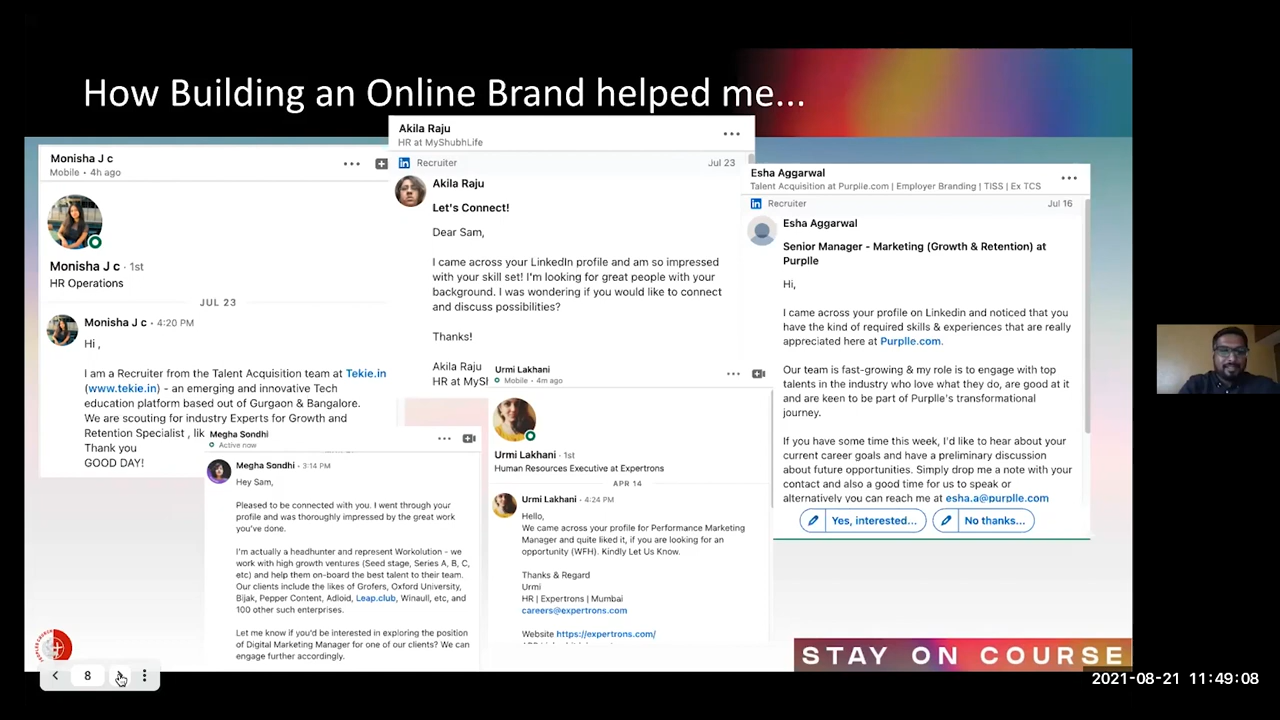 How Building an Online Brand helped me...
Monisha J c
Mobile • 4h ago
Monisha J c · 1st
HR Operations
JUL 23
Monisha J c • 4:20 PM
Hi ,
I am a Recruiter from the Talent Acquisition team at Tekie.in
(www.tekie.in) - an emerging and innovative Tech
education platform based out of Gurgaon & Bangalore.
We are scouting for industry Experts for Growth and
Retention Specialist , lik
Thank you
GOOD DAY!
Akila Raju
HR at MyShubhLife
in Recruiter
Jul 23
Akila Raju
Let's Connect!
Dear Sam,
I came across your LinkedIn profile and am so impressed
with your skill set! I'm looking for great people with your
background. I was wondering if you would like to connect
and discuss possibilities?
Thanks!
Akila Raju
HR at MySh
Esha Aggarwal
Talent Acquisition at Purplle.com | Employer Branding | TISS | Ex TCS
in Recruiter
Jul 16
Esha Aggarwal
Senior Manager - Marketing (Growth & Retention) at
Purplle
Hi,
I came across your profile on Linkedin and noticed that you
have the kind of required skills & experiences that are really
appreciated here at Purplle.com.
Our team is fast-growing & my role is to engage with top
talents in the industry who love what they do, are good at it
and are keen to be part of Purplle's transformational
journey.
If you have some time this week, I'd like to hear about your
current career goals and have a preliminary discussion
about future opportunities. Simply drop me a note with your
contact and also a good time for us to speak or
alternatively you can reach me at esha.a@purplle.com
Yes, interested...
No thanks...
Megha Sondhi
Active now
Megha Sondhi • 3:14 PM
Hey Sam,
Pleased to be connected with you. I went through your
profile and was thoroughly impressed by the great work
you've done.
I'm actually a headhunter and represent Workolution - we
work with high growth ventures (Seed stage, Series A, B, C,
etc) and help them on-board the best talent to their team.
Our clients include the likes of Grofers, Oxford University,
Bijak, Pepper Content, Adloid, Leap.club, Winaull, etc, and
100 other such enterprises.
Let me know if you'd be interested in exploring the position
of Digital Marketing Manager for one of our clients? We can
engage further accordingly.
Urmi Lakhani
Mobile • 4m ago
Urmi Lakhani · 1st
Human Resources Executive at Expertrons
APR 14
Urmi Lakhani • 4:24 PM
Hello,
We came across your profile for Performance Marketing
Manager and quite liked it, if you are looking for an
opportunity (WFH). Kindly Let Us Know.
Thanks & Regard
Urmi
HR | Expertrons | Mumbai
careers@expertrons.com
Website https://expertrons.com/
STAY ON COURSE
8
2021-08-21 11:49:08